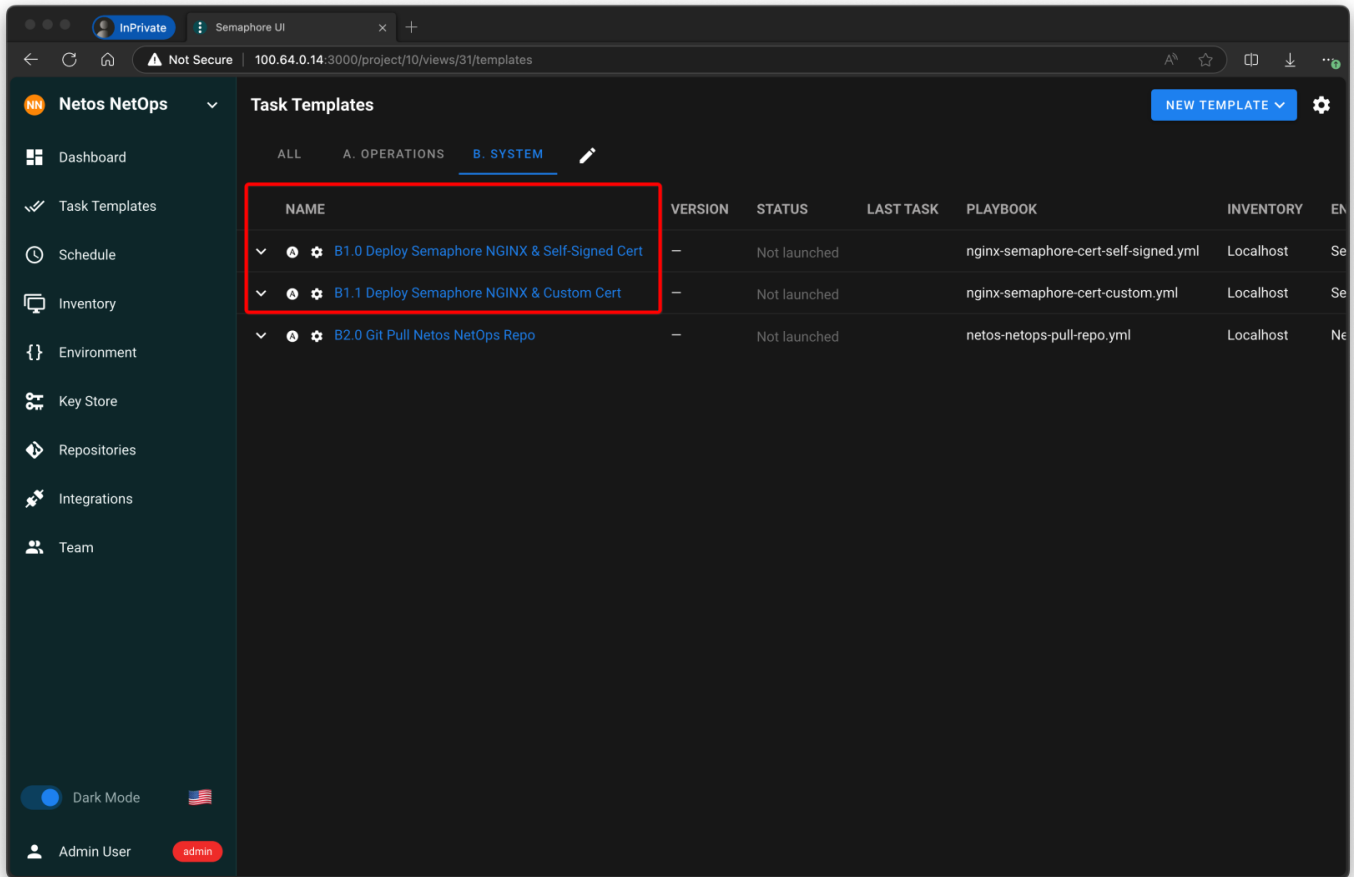 InPrivate
Semaphore UI
Not Secure 100.64.0.14:3000/project/10/views/31/templates
NN Netos NetOps
Dashboard
Task Templates
Schedule
Inventory
Environment
Key Store
Repositories
Integrations
Team
Dark Mode
Admin User admin
Task Templates
NEW TEMPLATE
ALL A. OPERATIONS B. SYSTEM
NAME VERSION STATUS LAST TASK PLAYBOOK INVENTORY EN
A B1.0 Deploy Semaphore NGINX & Self-Signed Cert — Not launched nginx-semaphore-cert-self-signed.yml Localhost Se
A B1.1 Deploy Semaphore NGINX & Custom Cert — Not launched nginx-semaphore-cert-custom.yml Localhost Se
A B2.0 Git Pull Netos NetOps Repo — Not launched netos-netops-pull-repo.yml Localhost Ne